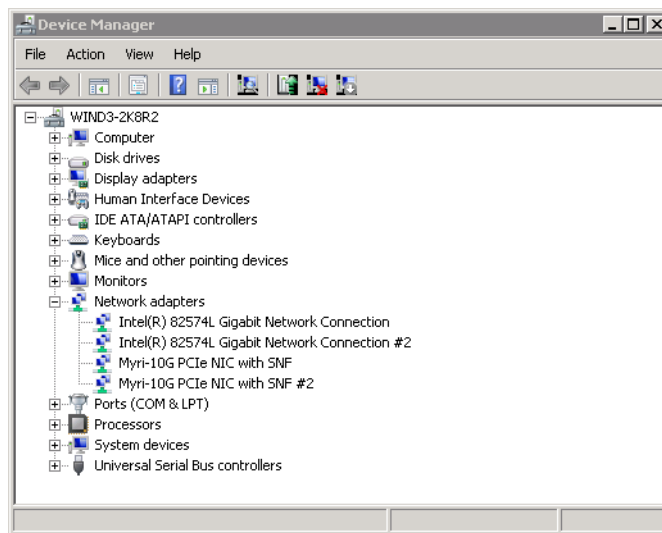 Device Manager
File Action View Help
WIND3-2K8R2
Computer
Disk drives
Display adapters
Human Interface Devices
IDE ATA/ATAPI controllers
Keyboards
Mice and other pointing devices
Monitors
Network adapters
Intel(R) 82574L Gigabit Network Connection
Intel(R) 82574L Gigabit Network Connection #2
Myri-10G PCIe NIC with SNF
Myri-10G PCIe NIC with SNF #2
Ports (COM & LPT)
Processors
System devices
Universal Serial Bus controllers